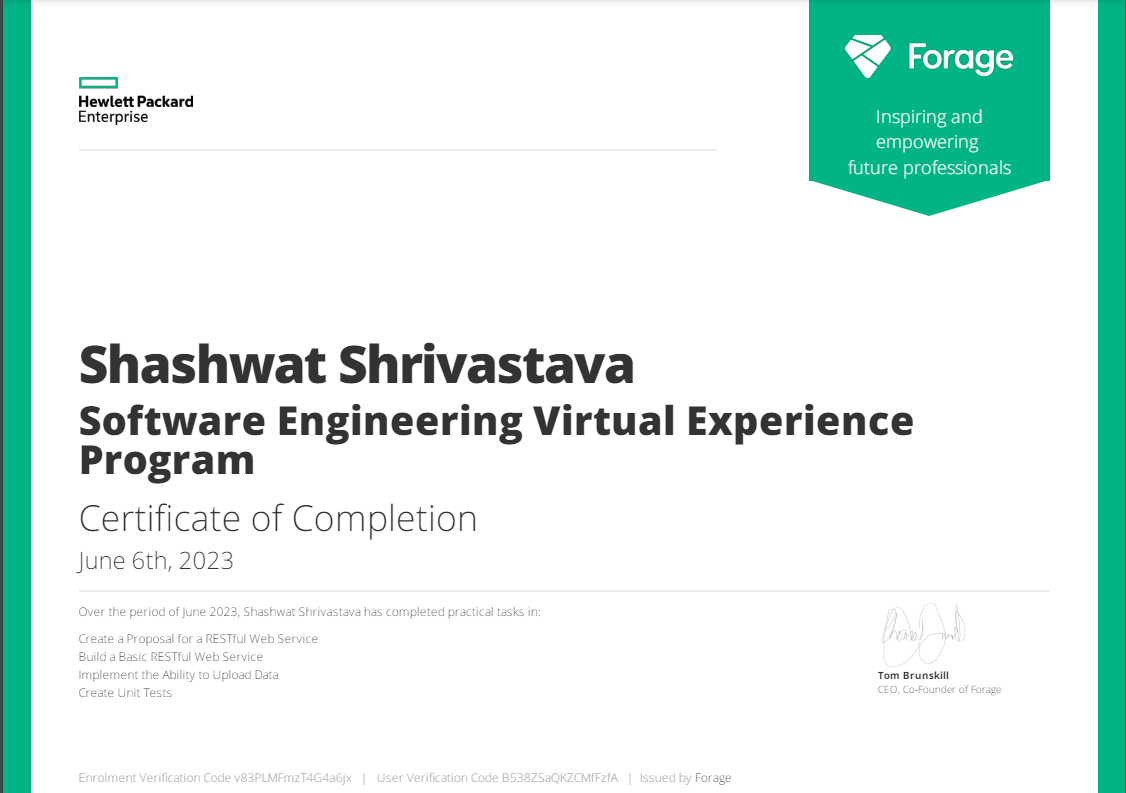 Hewlett Packard
Enterprise
Forage
Inspiring and
empowering
future professionals
Shashwat Shrivastava
Software Engineering Virtual Experience
Program
Certificate of Completion
June 6th, 2023
Over the period of June 2023, Shashwat Shrivastava has completed practical tasks in:
Create a Proposal for a RESTful Web Service
Build a Basic RESTful Web Service
Implement the Ability to Upload Data
Create Unit Tests
Tom Brunskill
CEO, Co-Founder of Forage
Enrolment Verification Code v83PLMFmzT4G4a6jx | User Verification Code B538ZSaQKZCMfFzfA | Issued by Forage